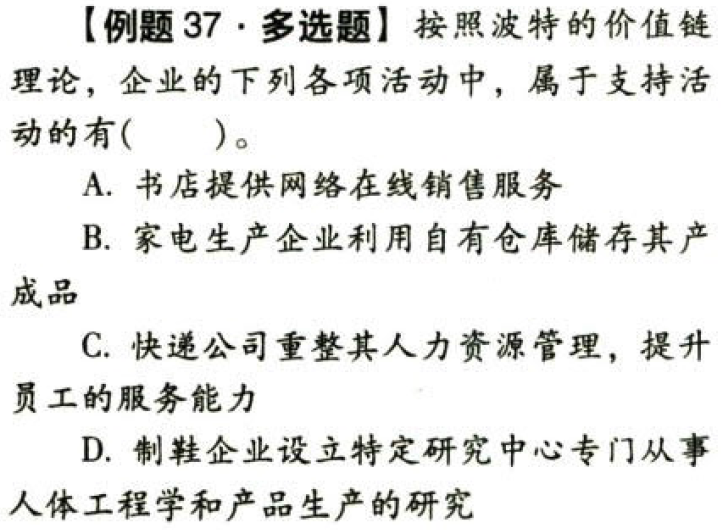 【例题 37·多选题】按照波特的价值链
理论，企业的下列各项活动中，属于支持活
动的有(　　)。
A. 书店提供网络在线销售服务
B. 家电生产企业利用自有仓库储存其产
成品
C. 快递公司重整其人力资源管理，提升
员工的服务能力
D. 制鞋企业设立特定研究中心专门从事
人体工程学和产品生产的研究